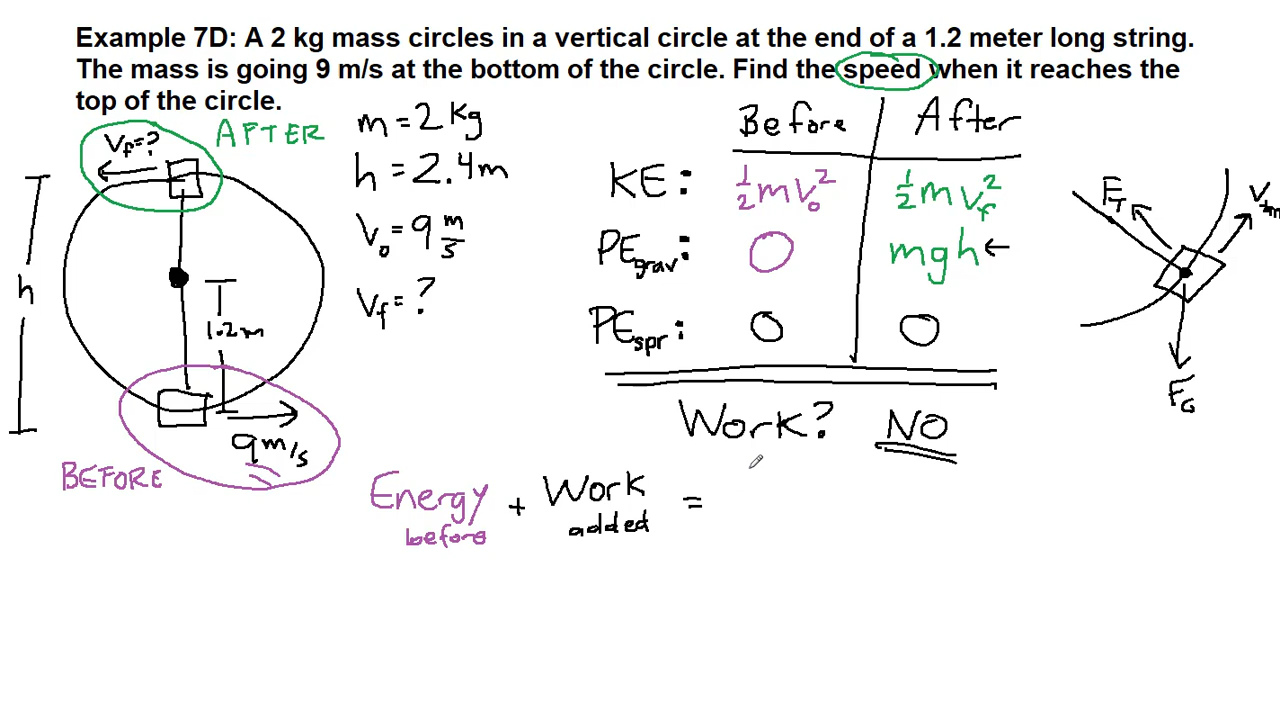 Example 7D: A 2 kg mass circles in a vertical circle at the end of a 1.2 meter long string.
The mass is going 9 m/s at the bottom of the circle. Find the speed when it reaches the
top of the circle.
Vf=?
AFTER
h
1.2m
9 m/s
BEFORE
m = 2 Kg
h = 2.4m
V₀ = 9 m/s
Vf = ?
Before After
KE: ½mV₀² ½mVf²
PEgrav: 0 mgh←
PEspr: 0 0
Work? NO
FT
FG
Energy before + Work added =